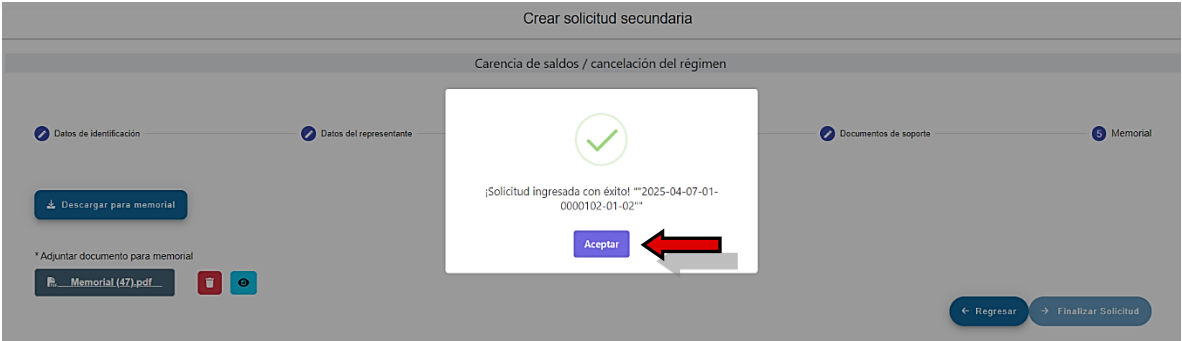 Crear solicitud secundaria
Carencia de saldos / cancelación del régimen
Datos de identificación
Datos del representante
Documentos de soporte
5 Memorial
¡Solicitud ingresada con éxito! ""2025-04-07-01-
0000102-01-02""
Aceptar
Descargar para memorial
* Adjuntar documento para memorial
Memorial (47).pdf
Regresar
Finalizar Solicitud